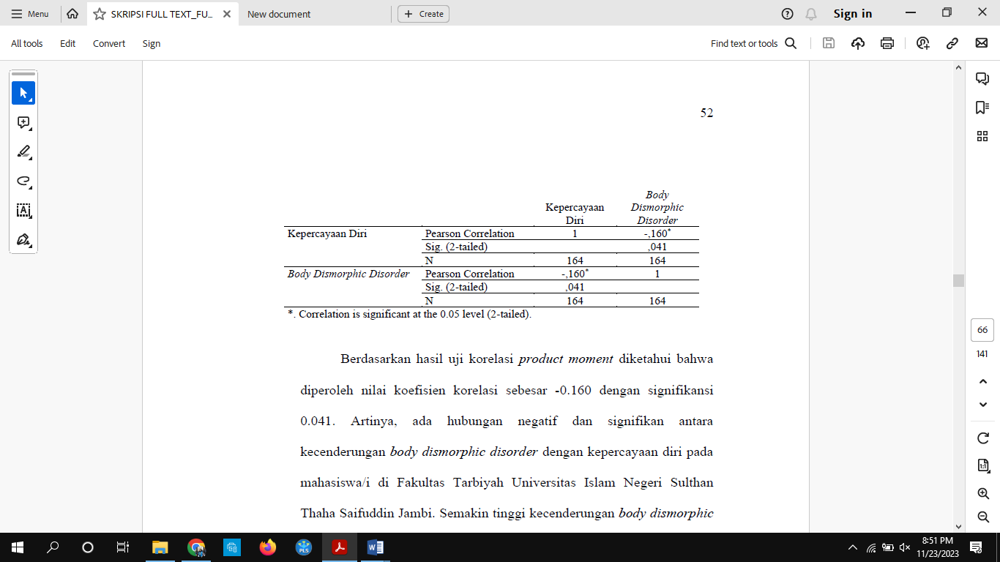 Menu
SKRIPSI FULL TEXT_FU...
New document
Create
Sign in
All tools
Edit
Convert
Sign
Find text or tools
52
Kepercayaan Diri
Body Dismorphic Disorder
Kepercayaan Diri Pearson Correlation 1 -,160*
Sig. (2-tailed) ,041
N 164 164
Body Dismorphic Disorder Pearson Correlation -,160* 1
Sig. (2-tailed) ,041
N 164 164
*. Correlation is significant at the 0.05 level (2-tailed).
Berdasarkan hasil uji korelasi product moment diketahui bahwa
diperoleh nilai koefisien korelasi sebesar -0.160 dengan signifikansi
0.041. Artinya, ada hubungan negatif dan signifikan antara
kecenderungan body dismorphic disorder dengan kepercayaan diri pada
mahasiswa/i di Fakultas Tarbiyah Universitas Islam Negeri Sulthan
Thaha Saifuddin Jambi. Semakin tinggi kecenderungan body dismorphic
66
141
1:1
PLS
8:51 PM
11/23/2023